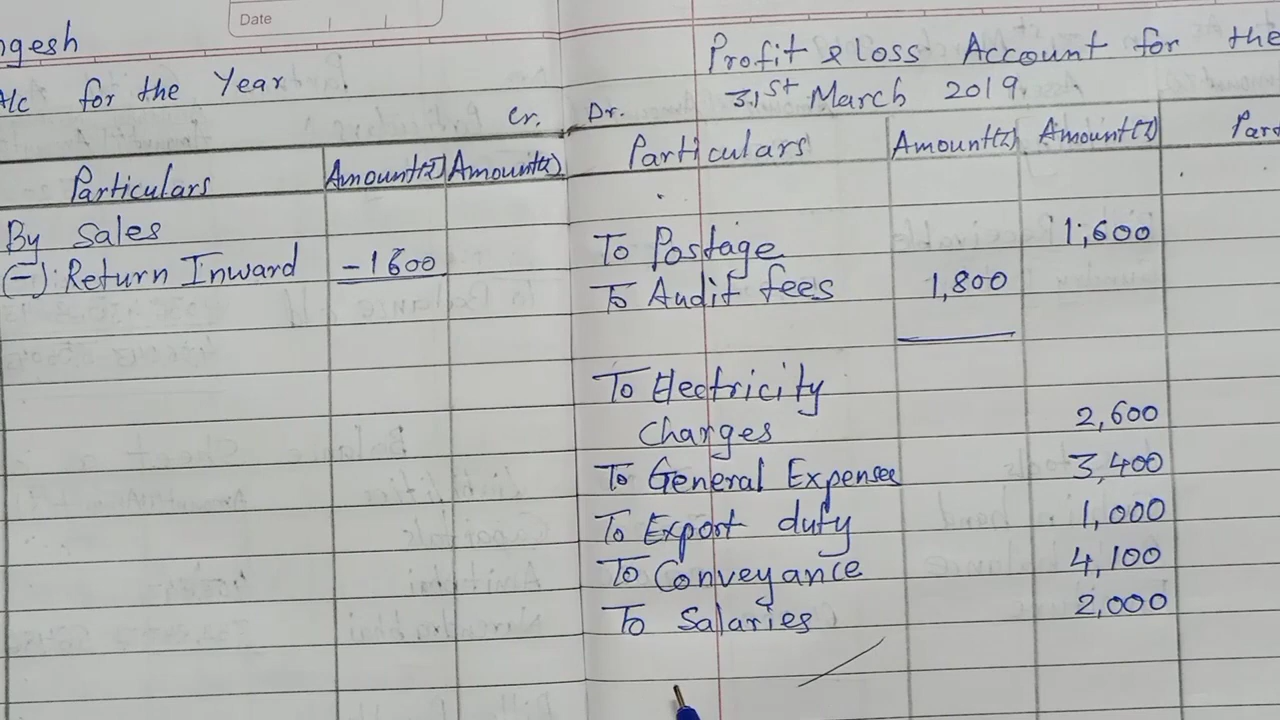 Date
ngesh
A/c for the Year.
Cr.
Particulars Amount(₹) Amount(₹)
By Sales
(-) Return Inward -1600
Profit & loss Account for the
31st March 2019.
Dr.
Particulars Amount(₹) Amount(₹) Par
To Postage 1,600
To Audit fees 1,800
To Electricity
Charges 2,600
To General Expenses 3,400
To Export duty 1,000
To Conveyance 4,100
To Salaries 2,000